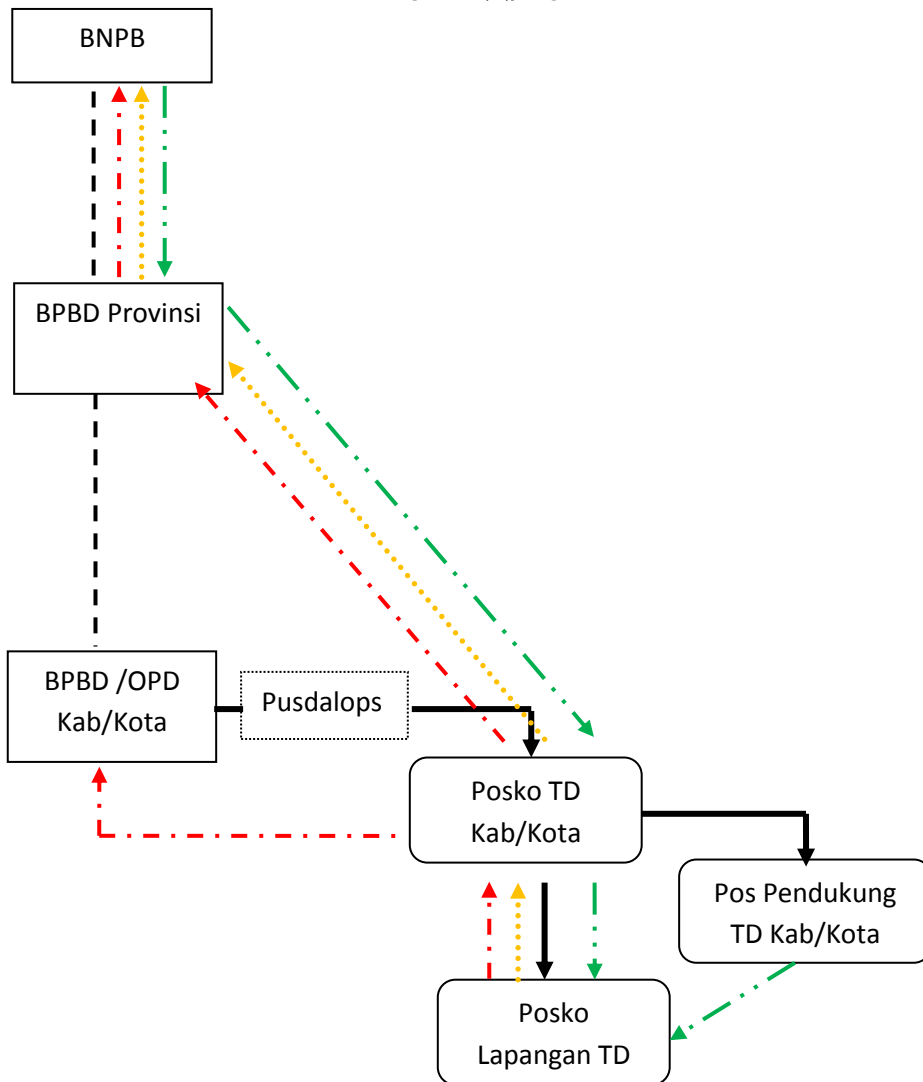 BNPB
BPBD Provinsi
BPBD /OPD
Kab/Kota
Pusdalops
Posko TD
Kab/Kota
Pos Pendukung
TD Kab/Kota
Posko
Lapangan TD